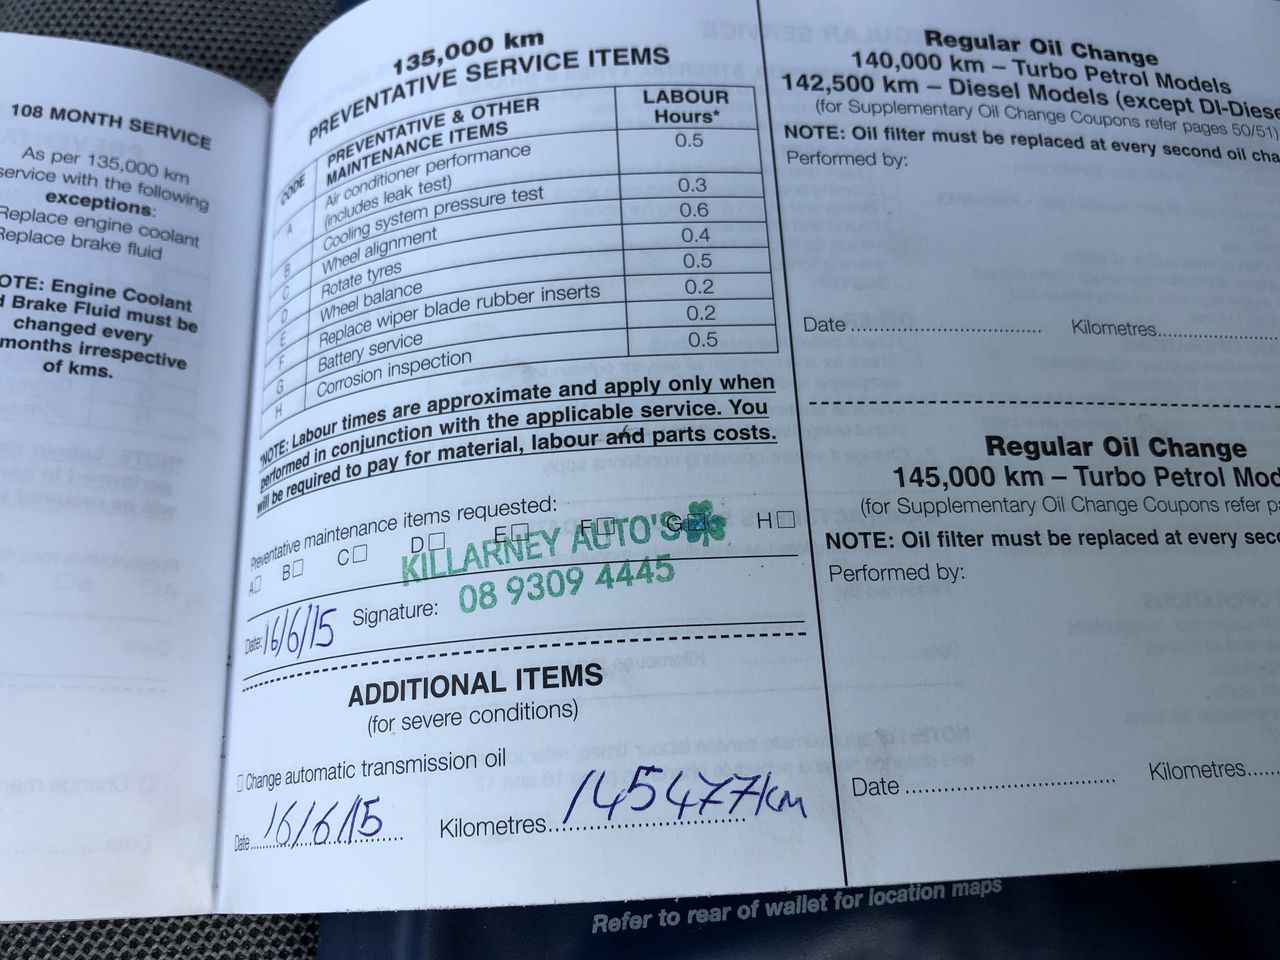 108 MONTH SERVICE
As per 135,000 km
service with the following
exceptions:
Replace engine coolant
Replace brake fluid
NOTE: Engine Coolant
Brake Fluid must be
changed every
months irrespective
of kms.
135,000 km
PREVENTATIVE SERVICE ITEMS
CODE PREVENTATIVE & OTHER MAINTENANCE ITEMS LABOUR Hours*
A Air conditioner performance (includes leak test) 0.5
B Cooling system pressure test 0.3
C Wheel alignment 0.6
D Rotate tyres 0.4
E Wheel balance 0.5
F Replace wiper blade rubber inserts 0.2
G Battery service 0.2
H Corrosion inspection 0.5
*NOTE: Labour times are approximate and apply only when
performed in conjunction with the applicable service. You
will be required to pay for material, labour and parts costs.
Preventative maintenance items requested:
A□ B□ C□ D□ E□ F□ G□ H□
KILLARNEY AUTO'S
08 9309 4445
Date: 16/6/15 Signature:
ADDITIONAL ITEMS
(for severe conditions)
□ Change automatic transmission oil
Date 16/6/15 Kilometres 145477km
Regular Oil Change
140,000 km – Turbo Petrol Models
142,500 km – Diesel Models (except DI-Diese
(for Supplementary Oil Change Coupons refer pages 50/51)
NOTE: Oil filter must be replaced at every second oil cha
Performed by:
Date Kilometres
Regular Oil Change
145,000 km – Turbo Petrol Mod
(for Supplementary Oil Change Coupons refer p
NOTE: Oil filter must be replaced at every sec
Performed by:
Date Kilometres
Refer to rear of wallet for location maps